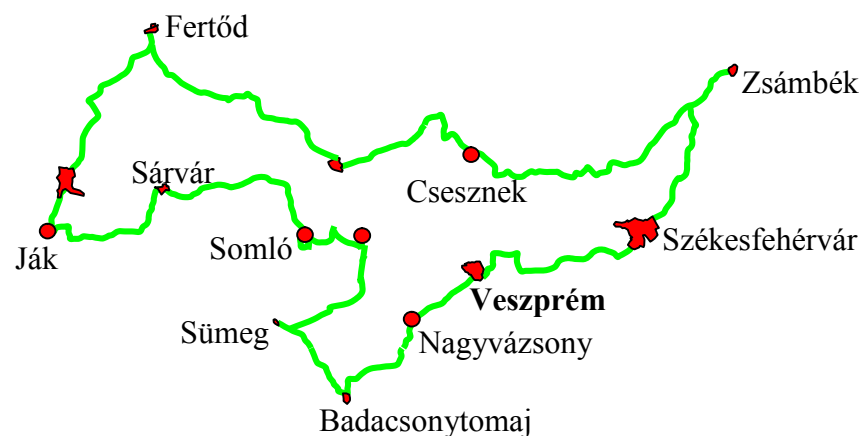 Fertőd
Zsámbék
Sárvár
Csesznek
Somló
Székesfehérvár
Ják
Veszprém
Sümeg
Nagyvázsony
Badacsonytomaj